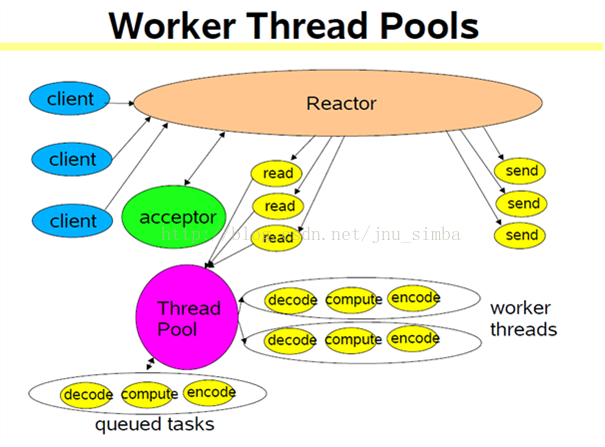 Worker Thread Pools
client
Reactor
client
read
send
client
acceptor
read
send
read
send
http://blog.csdn.net/jnu_simba
Thread
Pool
decode compute encode
worker
threads
decode compute encode
decode compute encode
queued tasks